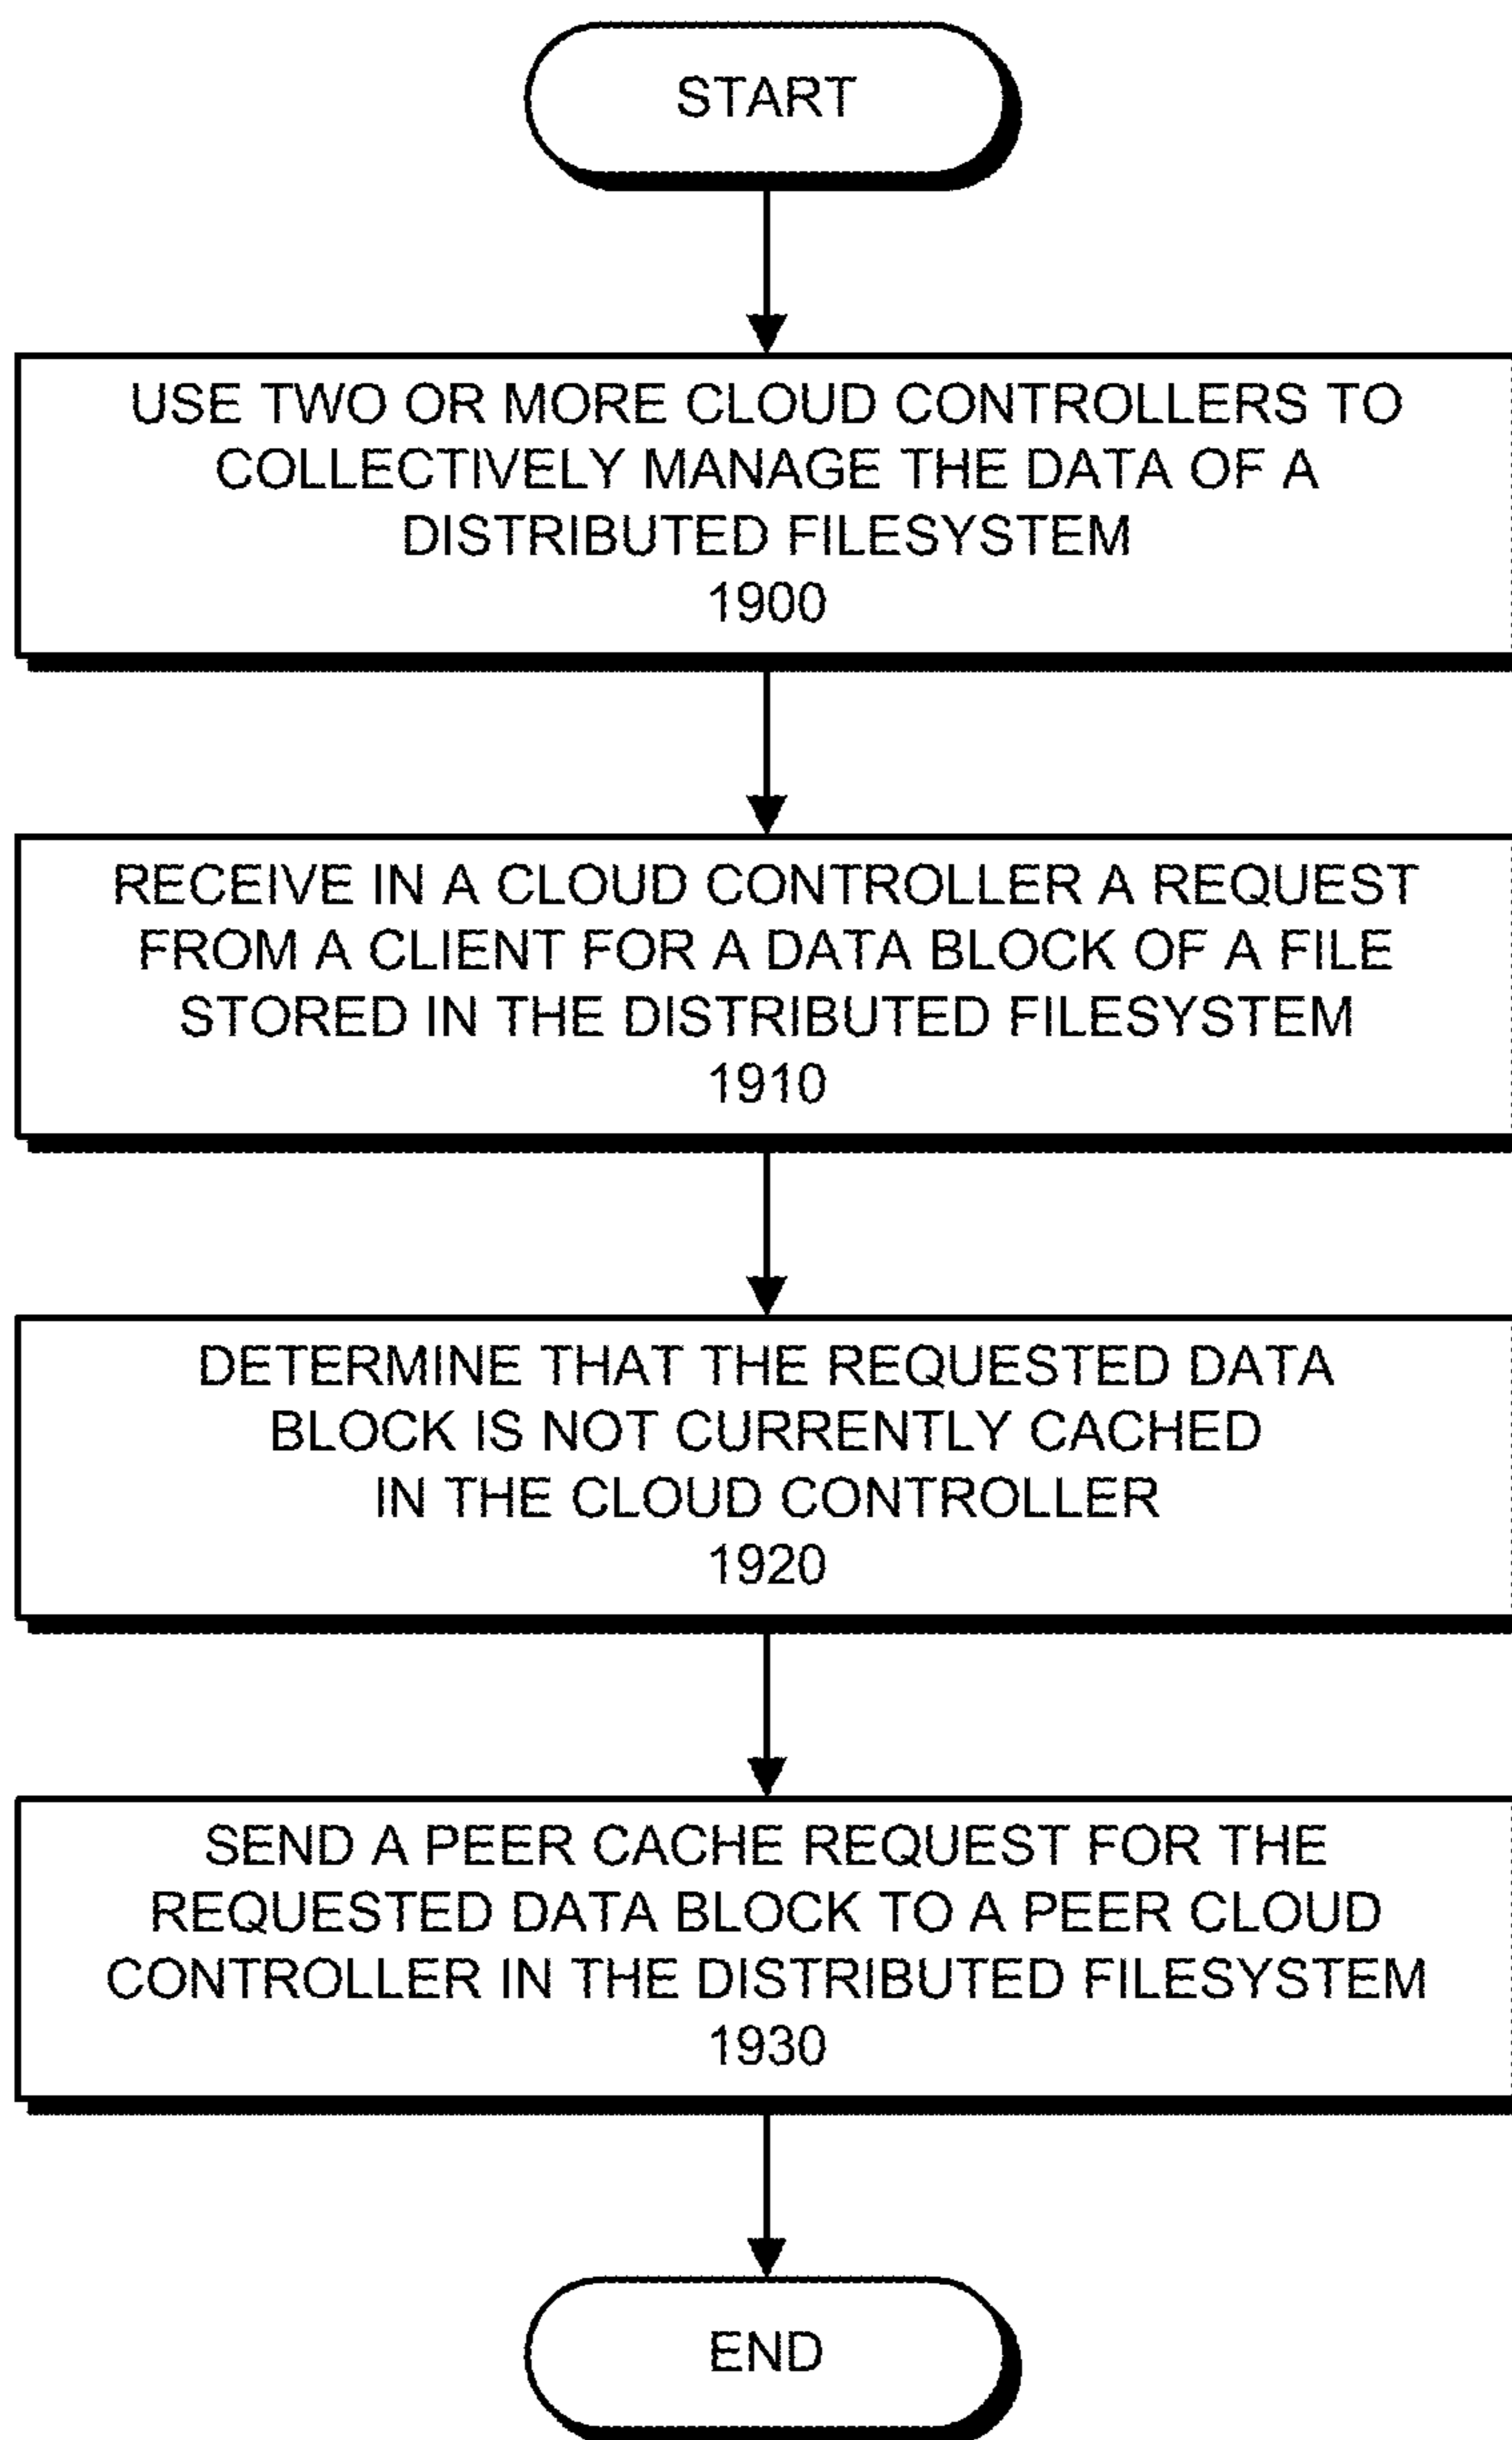 START
USE TWO OR MORE CLOUD CONTROLLERS TO
COLLECTIVELY MANAGE THE DATA OF A
DISTRIBUTED FILESYSTEM
1900
RECEIVE IN A CLOUD CONTROLLER A REQUEST
FROM A CLIENT FOR A DATA BLOCK OF A FILE
STORED IN THE DISTRIBUTED FILESYSTEM
1910
DETERMINE THAT THE REQUESTED DATA
BLOCK IS NOT CURRENTLY CACHED
IN THE CLOUD CONTROLLER
1920
SEND A PEER CACHE REQUEST FOR THE
REQUESTED DATA BLOCK TO A PEER CLOUD
CONTROLLER IN THE DISTRIBUTED FILESYSTEM
1930
END